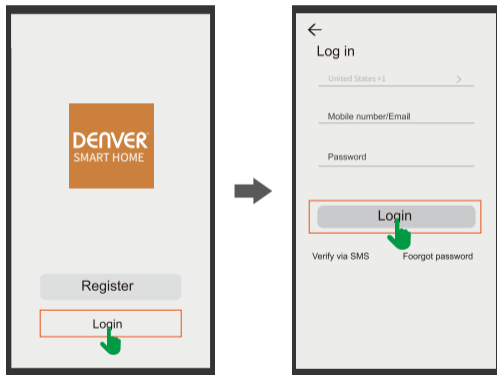 DENVER
SMART HOME
Register
Login
Log in
United States +1
Mobile number/Email
Password
Login
Verify via SMS
Foorgot password